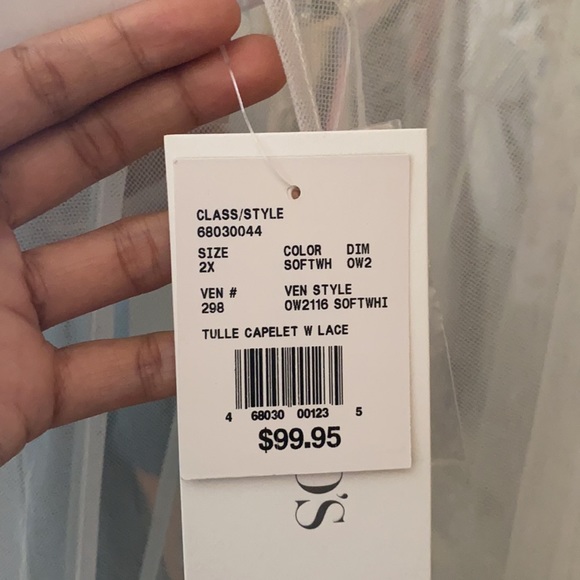 CLASS/STYLE
68030044
SIZE COLOR DIM
2X SOFTWH OW2
VEN # VEN STYLE
298 OW2116 SOFTWHI
TULLE CAPELET W LACE
4 68030 00123 5
$99.95